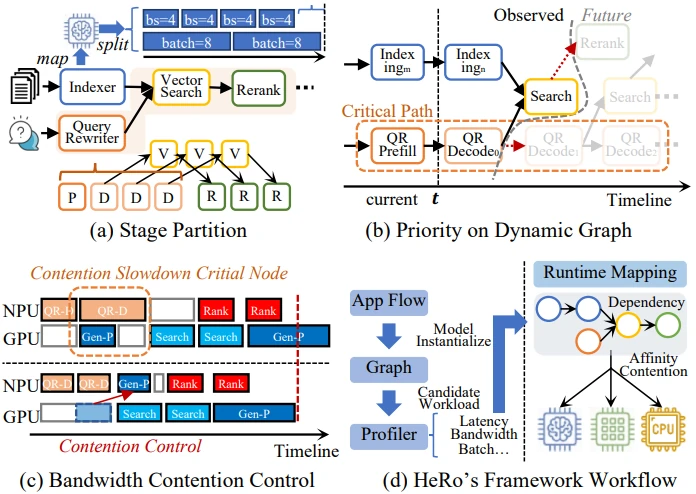 bs=4 bs=4 bs=4 bs=4
batch=8 batch=8
split
map
Indexer
Vector
Search
Rerank
Query
Rewriter
V V V
P D D D R R R
(a) Stage Partition
Observed Future
Rerank
Index
ingm
Index
ingn
Search
Search
Critical Path
QR
Prefill
QR
Decode0
QR
Decode1
QR
Decode2
current t Timeline
(b) Priority on Dynamic Graph
Contention Slowdown Critial Node
NPU QR-P QR-D Rank Rank
GPU Gen-P Search Search Gen-P
NPU QR-D QR-D Gen-P Rank Rank
GPU Search Search Gen-P
Contention Control
Timeline
(c) Bandwidth Contention Control
App Flow
Graph
Profiler
Model
Instantialize
Candidate
Workload
Latency
Bandwidth
Batch…
Runtime Mapping
Dependency
Affinity
Contention
CPU
(d) HeRo's Framework Workflow